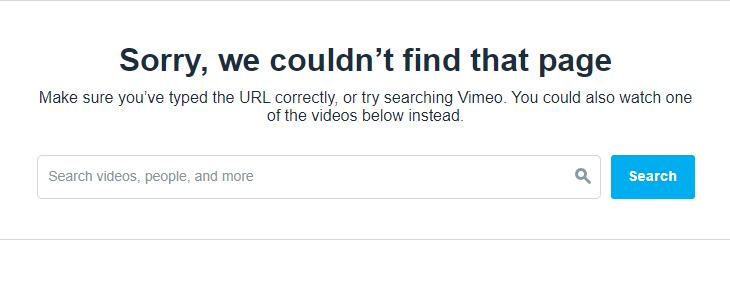 Sorry, we couldn’t find that page
Make sure you’ve typed the URL correctly, or try searching Vimeo. You could also watch one
of the videos below instead.
Search videos, people, and more
Search